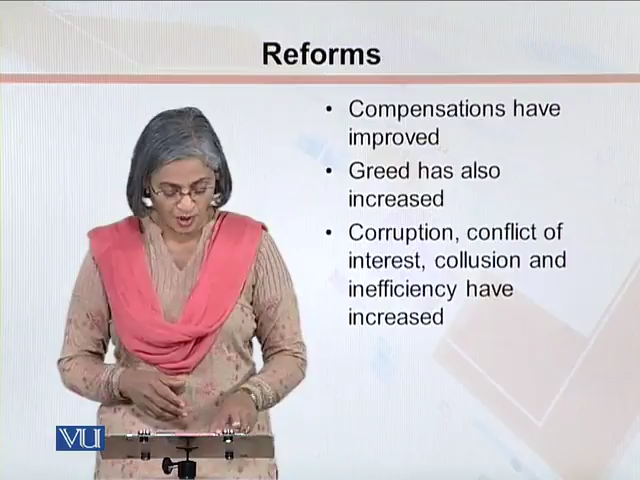 Reforms
• Compensations have
improved
• Greed has also
increased
• Corruption, conflict of
interest, collusion and
inefficiency have
increased
VU